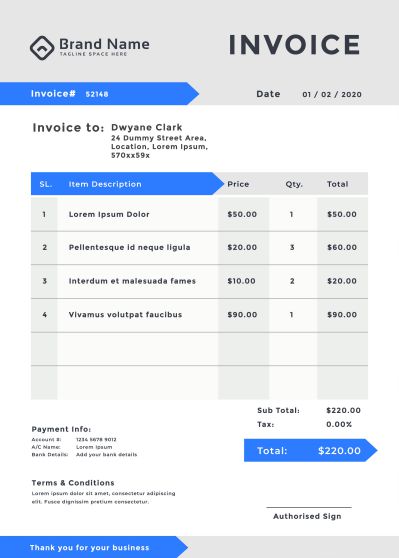 Brand Name
TAGLINE SPACE HERE
INVOICE
Invoice# 52148
Date 01 / 02 / 2020
Invoice to: Dwyane Clark
24 Dummy Street Area,
Location, Lorem Ipsum,
570xx59x
SL. Item Description Price Qty. Total
1 Lorem Ipsum Dolor $50.00 1 $50.00
2 Pellentesque id neque ligula $20.00 3 $60.00
3 Interdum et malesuada fames $10.00 2 $20.00
4 Vivamus volutpat faucibus $90.00 1 $90.00
Sub Total: $220.00
Tax: 0.00%
Payment Info:
Account #: 1234 5678 9012
A/C Name: Lorem Ipsum
Bank Details: Add your bank details
Total: $220.00
Terms & Conditions
Lorem ipsum dolor sit amet, consectetur adipiscing
elit. Fusce dignissim pretium consectetur.
Authorised Sign
Thank you for your business